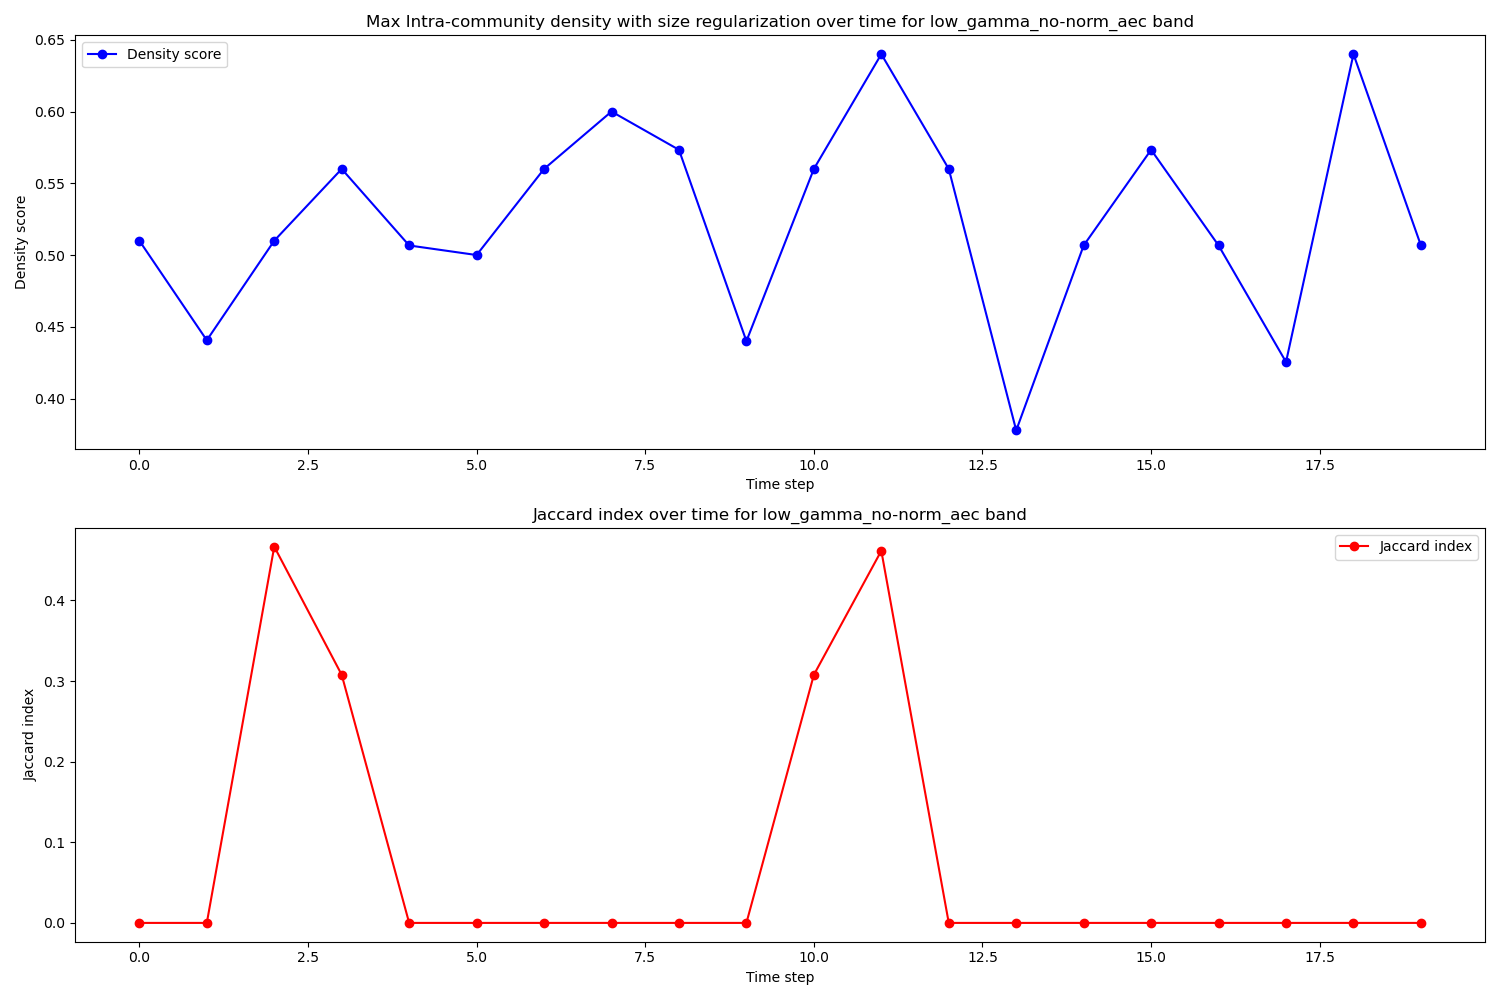 Max Intra-community density with size regularization over time for low_gamma_no-norm_aec band
Density score
0.65
0.60
0.55
0.50
0.45
0.40
Density score
0.0 2.5 5.0 7.5 10.0 12.5 15.0 17.5
Time step
Jaccard index over time for low_gamma_no-norm_aec band
Jaccard index
0.4
0.3
0.2
0.1
0.0
Jaccard index
0.0 2.5 5.0 7.5 10.0 12.5 15.0 17.5
Time step